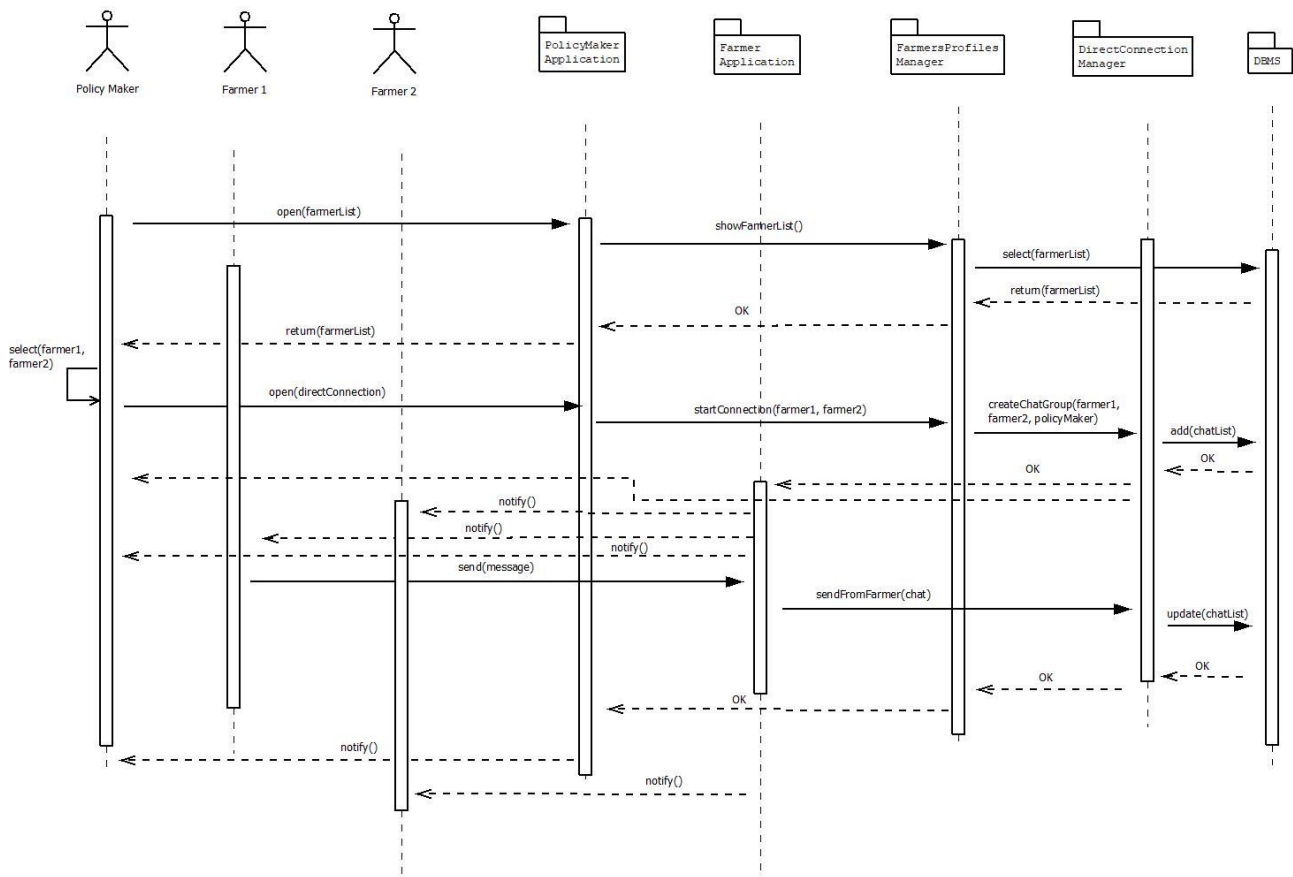 Policy Maker
Farmer 1
Farmer 2
PolicyMaker
Application
Farmer
Application
FarmersProfiles
Manager
DirectConnection
Manager
DBMS
open(farmerList)
showFarmerList()
select(farmerList)
return(farmerList)
OK
return(farmerList)
select(farmer1,
farmer2)
open(directConnection)
startConnection(farmer1, farmer2)
createChatGroup(farmer1,
farmer2, policyMaker)
add(chatList)
OK
OK
notify()
notify()
notify()
send(message)
sendFromFarmer(chat)
update(chatList)
OK
OK
OK
notify()
notify()